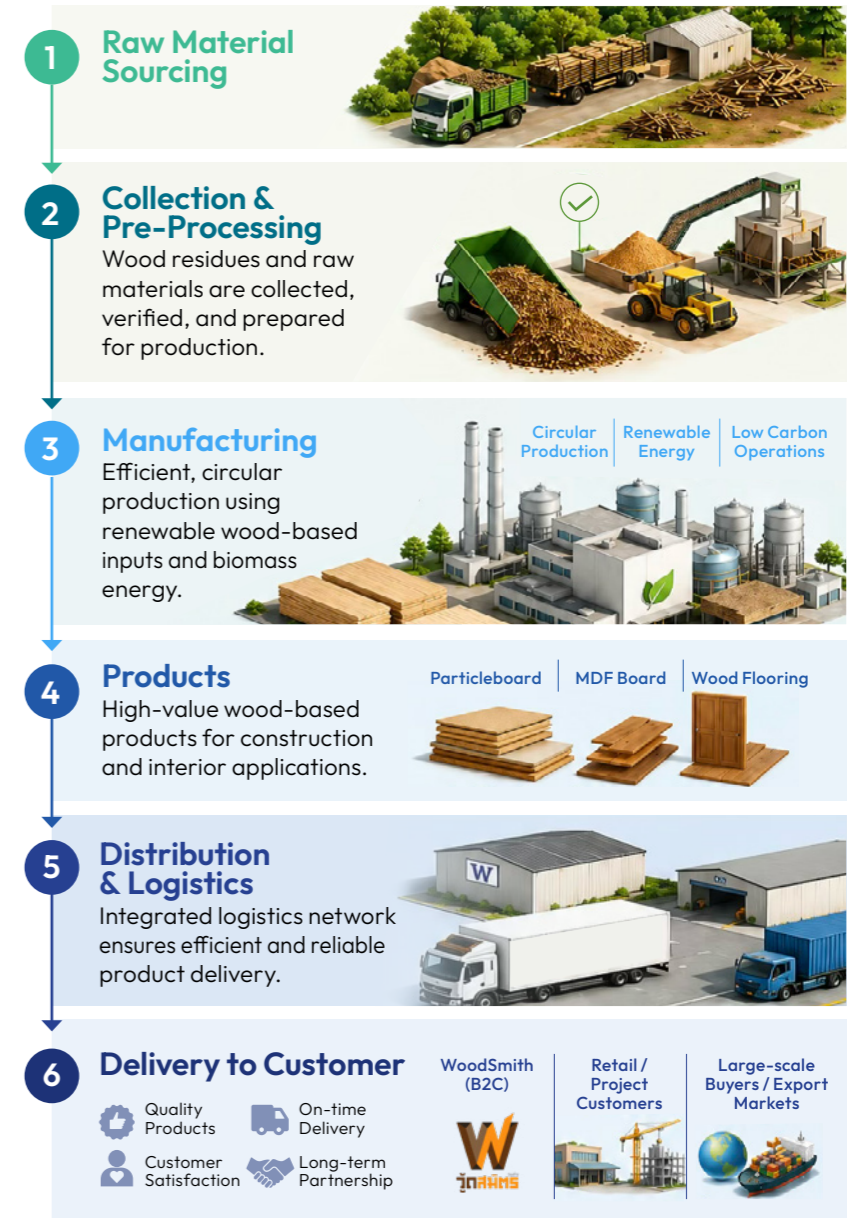 1
Raw Material
Sourcing
2
Collection &
Pre-Processing
Wood residues and raw
materials are collected,
verified, and prepared
for production.
3
Manufacturing
Efficient, circular
production using
renewable wood-based
inputs and biomass
energy.
Circular
Production
Renewable
Energy
Low Carbon
Operations
4
Products
High-value wood-based
products for construction
and interior applications.
Particleboard
MDF Board
Wood Flooring
5
Distribution
& Logistics
Integrated logistics network
ensures efficient and reliable
product delivery.
W
6
Delivery to Customer
Quality
Products
On-time
Delivery
Customer
Satisfaction
Long-term
Partnership
WoodSmith
(B2C)
W
วู้ดสมิตร
Retail /
Project
Customers
Large-scale
Buyers / Export
Markets